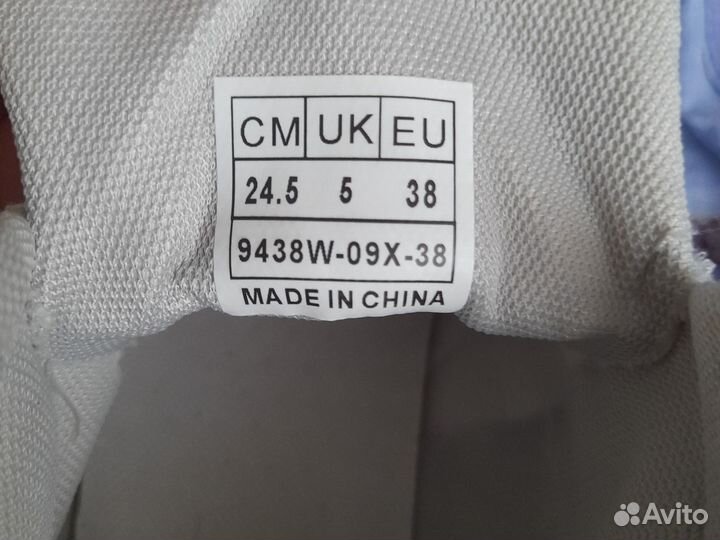 CM UK EU
24.5 5 38
9438W-09X-38
MADE IN CHINA
Avito